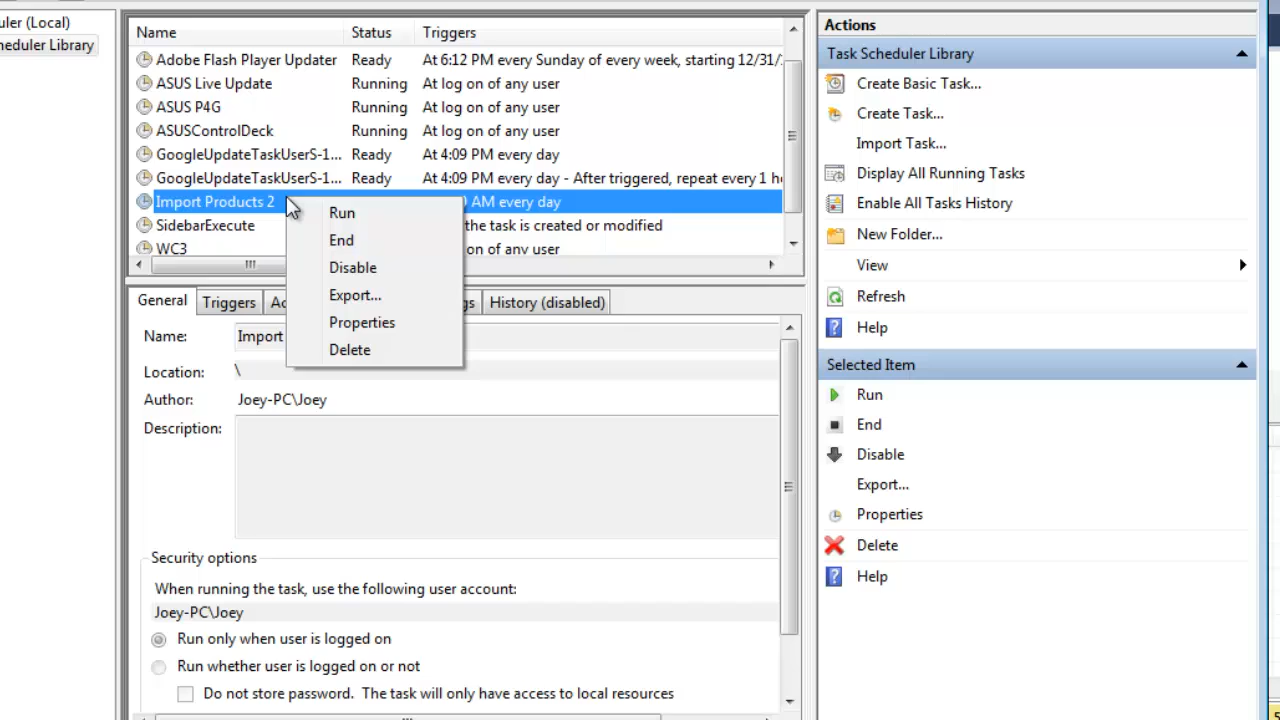 uler (Local)
heduler Library
Name Status Triggers
Adobe Flash Player Updater Ready At 6:12 PM every Sunday of every week, starting 12/31/
ASUS Live Update Running At log on of any user
ASUS P4G Running At log on of any user
ASUSControlDeck Running At log on of any user
GoogleUpdateTaskUserS-1... Ready At 4:09 PM every day
GoogleUpdateTaskUserS-1... Ready At 4:09 PM every day - After triggered, repeat every 1 h
Import Products 2 AM every day
SidebarExecute the task is created or modified
WC3 on of any user
Run
End
Disable
Export...
Properties
Delete
General Triggers Ac gs History (disabled)
Name: Import
Location: \
Author: Joey-PC\Joey
Description:
Security options
When running the task, use the following user account:
Joey-PC\Joey
Run only when user is logged on
Run whether user is logged on or not
Do not store password. The task will only have access to local resources
Actions
Task Scheduler Library
Create Basic Task...
Create Task...
Import Task...
Display All Running Tasks
Enable All Tasks History
New Folder...
View
Refresh
Help
Selected Item
Run
End
Disable
Export...
Properties
Delete
Help